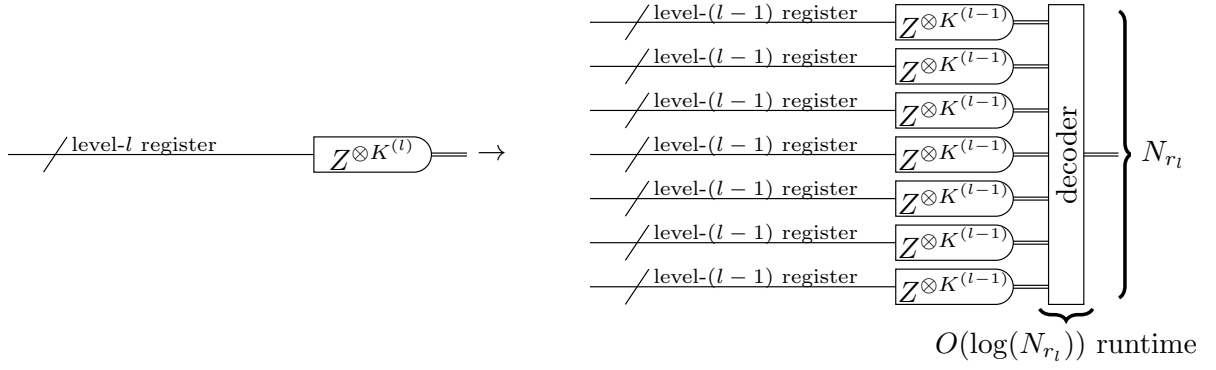 level-l register
Z^{⊗K^{(l)}}
→
level-(l − 1) register
Z^{⊗K^{(l−1)}}
level-(l − 1) register
Z^{⊗K^{(l−1)}}
level-(l − 1) register
Z^{⊗K^{(l−1)}}
level-(l − 1) register
Z^{⊗K^{(l−1)}}
level-(l − 1) register
Z^{⊗K^{(l−1)}}
level-(l − 1) register
Z^{⊗K^{(l−1)}}
level-(l − 1) register
Z^{⊗K^{(l−1)}}
decoder
N_{r_l}
O(log(N_{r_l})) runtime